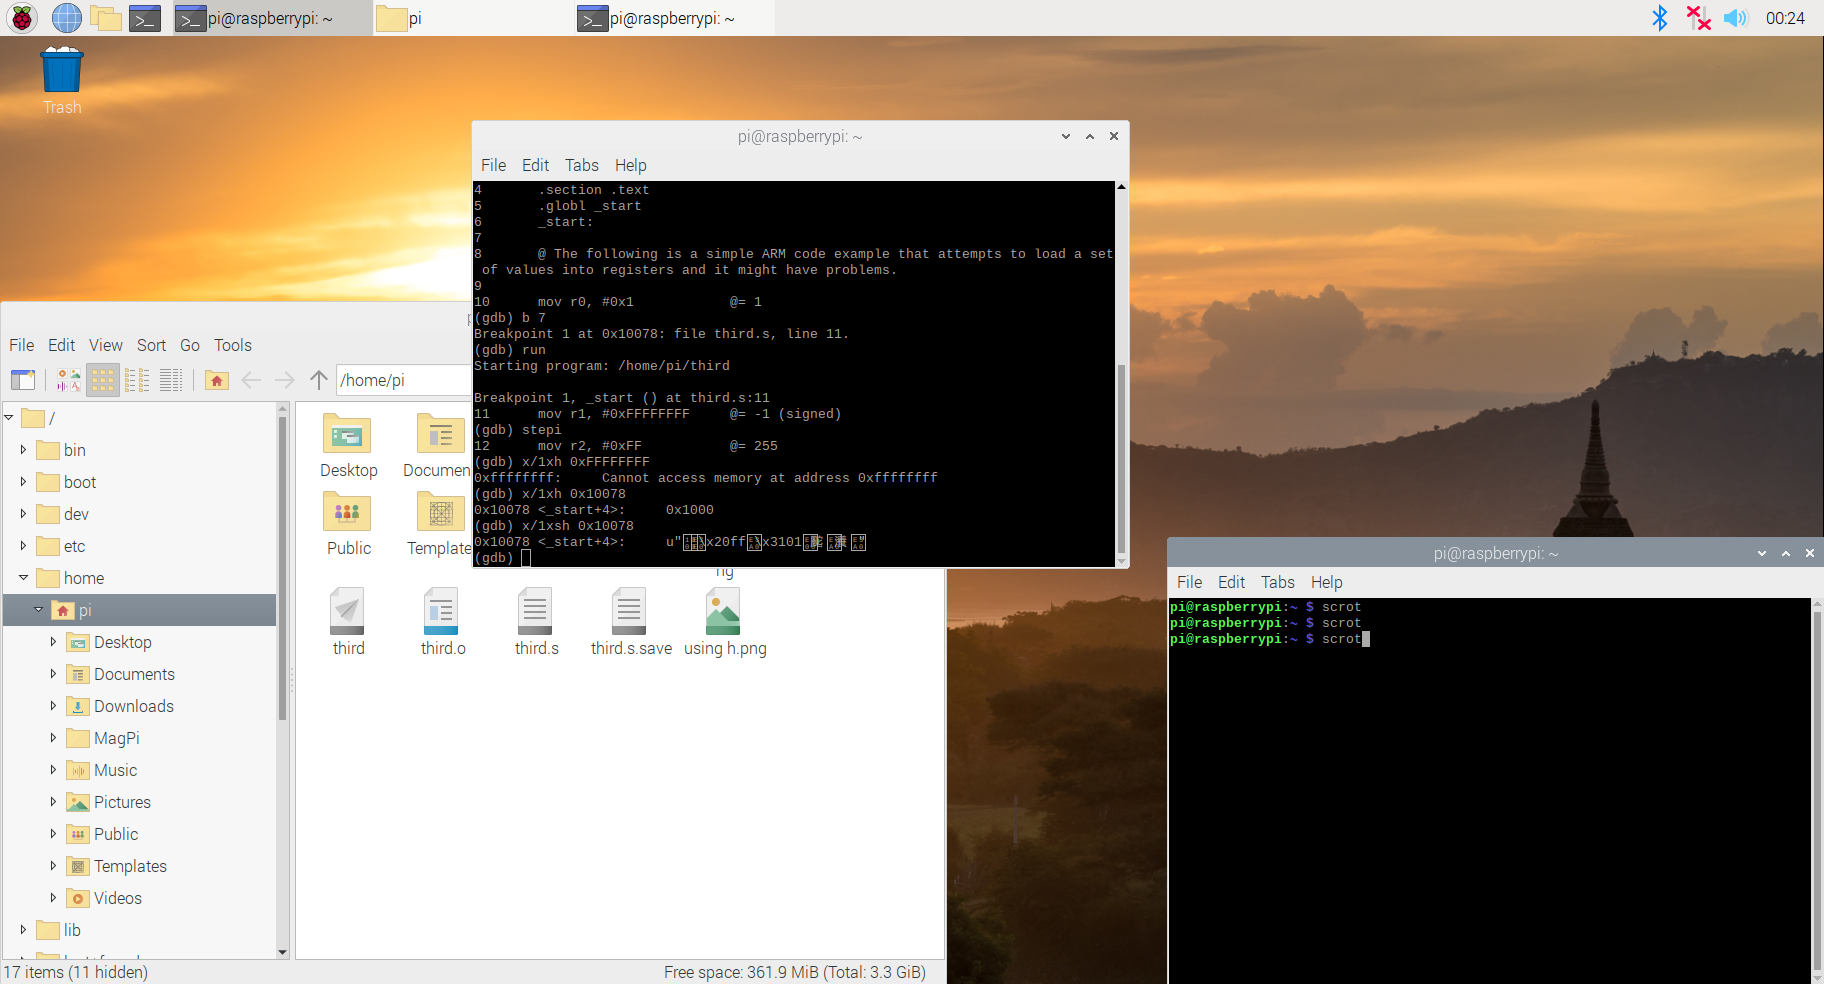 pi@raspberrypi: ~
pi
pi@raspberrypi: ~
00:24
Trash
pi@raspberrypi: ~
File Edit Tabs Help
4       .section .text
5       .globl _start
6       _start:
7
8       @ The following is a simple ARM code example that attempts to load a set
 of values into registers and it might have problems.
9
10      mov r0, #0x1            @= 1
(gdb) b 7
Breakpoint 1 at 0x10078: file third.s, line 11.
(gdb) run
Starting program: /home/pi/third
Breakpoint 1, _start () at third.s:11
11      mov r1, #0xFFFFFFFF     @= -1 (signed)
(gdb) stepi
12      mov r2, #0xFF           @= 255
(gdb) x/1xh 0xFFFFFFFF
0xffffffff:     Cannot access memory at address 0xffffffff
(gdb) x/1xh 0x10078
0x10078 <_start+4>:     0x1000
(gdb) x/1xsh 0x10078
0x10078 <_start+4>:     u"
(gdb)
File Edit View Sort Go Tools
/home/pi
/
bin
boot
dev
etc
home
pi
Desktop
Documents
Downloads
MagPi
Music
Pictures
Public
Templates
Videos
lib
17 items (11 hidden)
Desktop
Documen
Public
Template
ng
third
third.o
third.s
third.s.save
using h.png
Free space: 361.9 MiB (Total: 3.3 GiB)
pi@raspberrypi: ~
File Edit Tabs Help
pi@raspberrypi:~ $ scrot
pi@raspberrypi:~ $ scrot
pi@raspberrypi:~ $ scrot